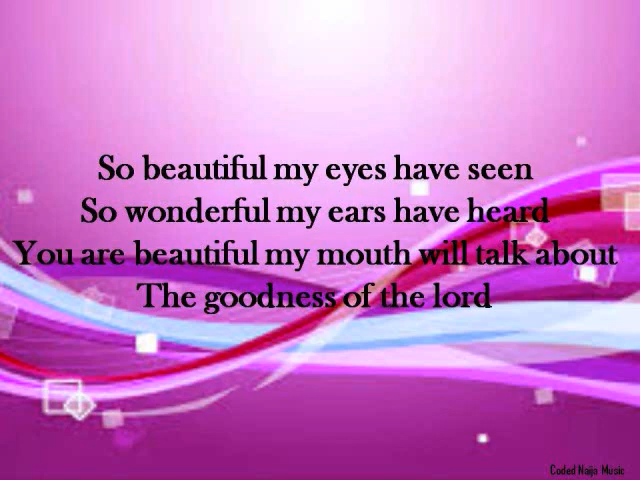 So beautiful my eyes have seen
So wonderful my ears have heard
You are beautiful my mouth will talk about
The goodness of the lord
Coded Naija Music